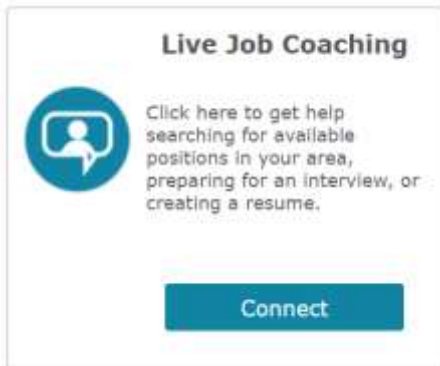 Live Job Coaching
Click here to get help
searching for available
positions in your area,
preparing for an interview, or
creating a resume.
Connect